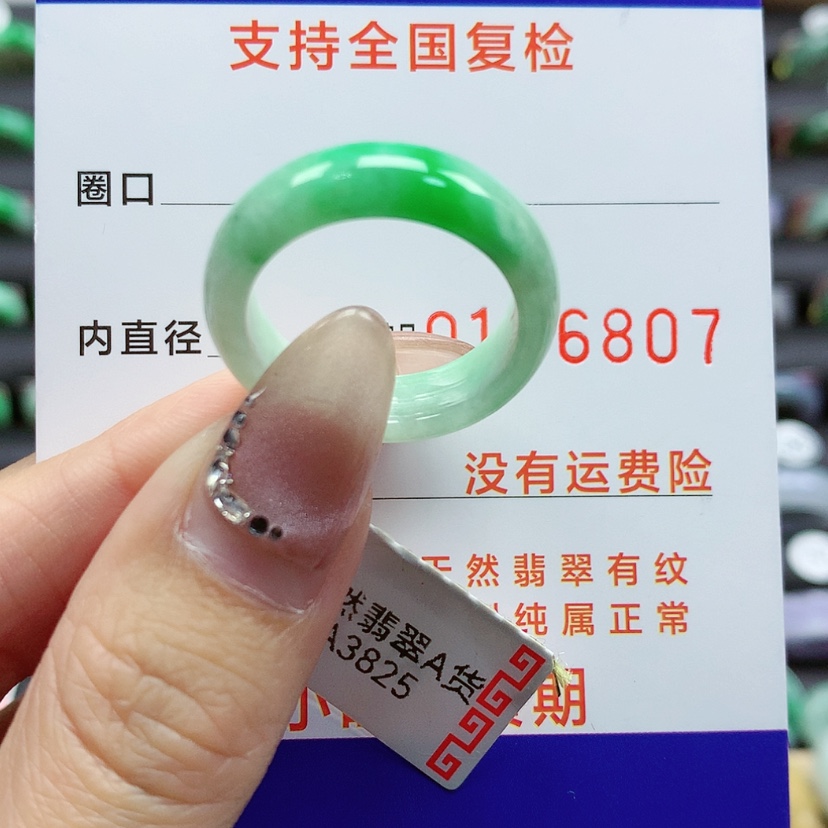 支持全国复检
圈口
内直径
6807
没有运费险
然翡翠有纹
纯属正常
然翡翠A货
A3825
期